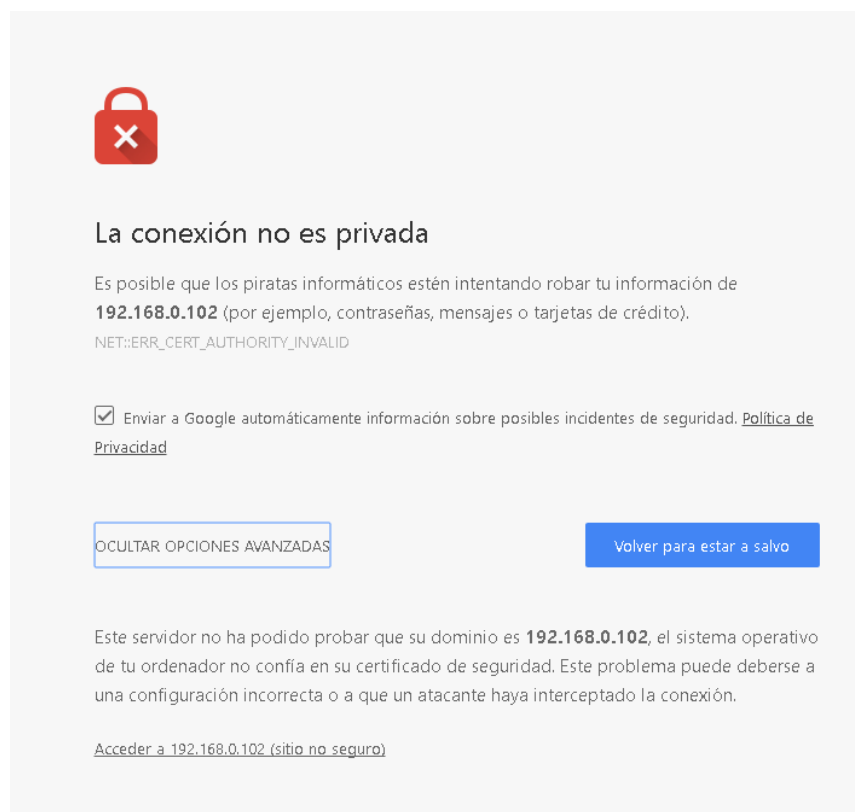 La conexión no es privada
Es posible que los piratas informáticos estén intentando robar tu información de
192.168.0.102 (por ejemplo, contraseñas, mensajes o tarjetas de crédito).
NET::ERR_CERT_AUTHORITY_INVALID
Enviar a Google automáticamente información sobre posibles incidentes de seguridad. Política de
Privacidad
OCULTAR OPCIONES AVANZADAS
Volver para estar a salvo
Este servidor no ha podido probar que su dominio es 192.168.0.102, el sistema operativo
de tu ordenador no confía en su certificado de seguridad. Este problema puede deberse a
una configuración incorrecta o a que un atacante haya interceptado la conexión.
Acceder a 192.168.0.102 (sitio no seguro)